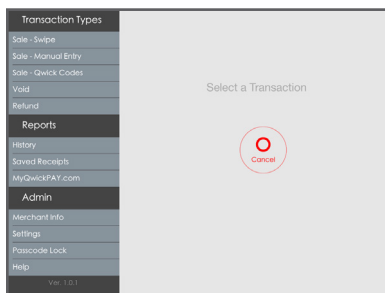 Transaction Types
Sale - Swipe
Sale - Manual Entry
Sale - Qwick Codes
Void
Refund
Reports
History
Saved Receipts
MyQwickPAY.com
Admin
Merchant Info
Settings
Passcode Lock
Help
Ver. 1.0.1
Select a Transaction
Cancel